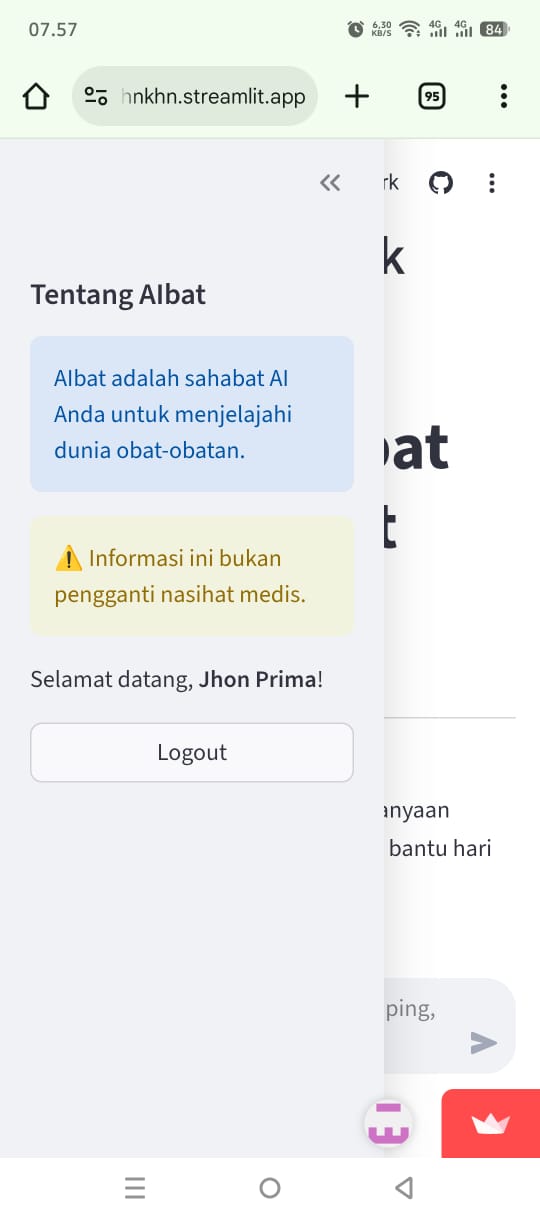 07.57
6,30
KB/S
4G
4G
84
hnkhn.streamlit.app
95
rk
k
Tentang AIbat
AIbat adalah sahabat AI
Anda untuk menjelajahi
dunia obat-obatan.
bat
t
⚠️ Informasi ini bukan
pengganti nasihat medis.
Selamat datang, Jhon Prima!
Logout
anyaan
bantu hari
ping,